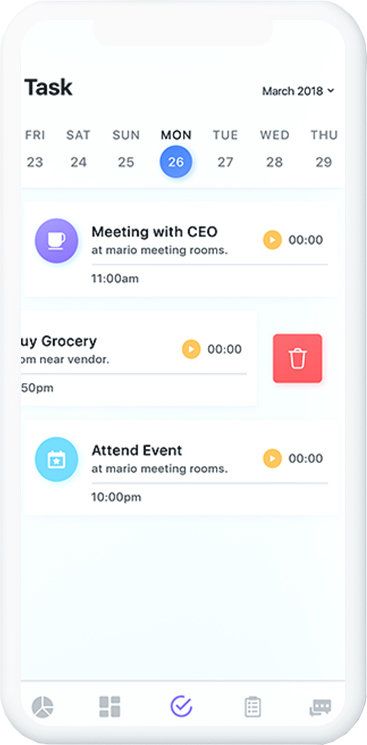 Task
March 2018
FRI SAT SUN MON TUE WED THU
23 24 25 26 27 28 29
Meeting with CEO
00:00
at mario meeting rooms.
11:00am
uy Grocery
00:00
om near vendor.
50pm
Attend Event
00:00
at mario meeting rooms.
10:00pm